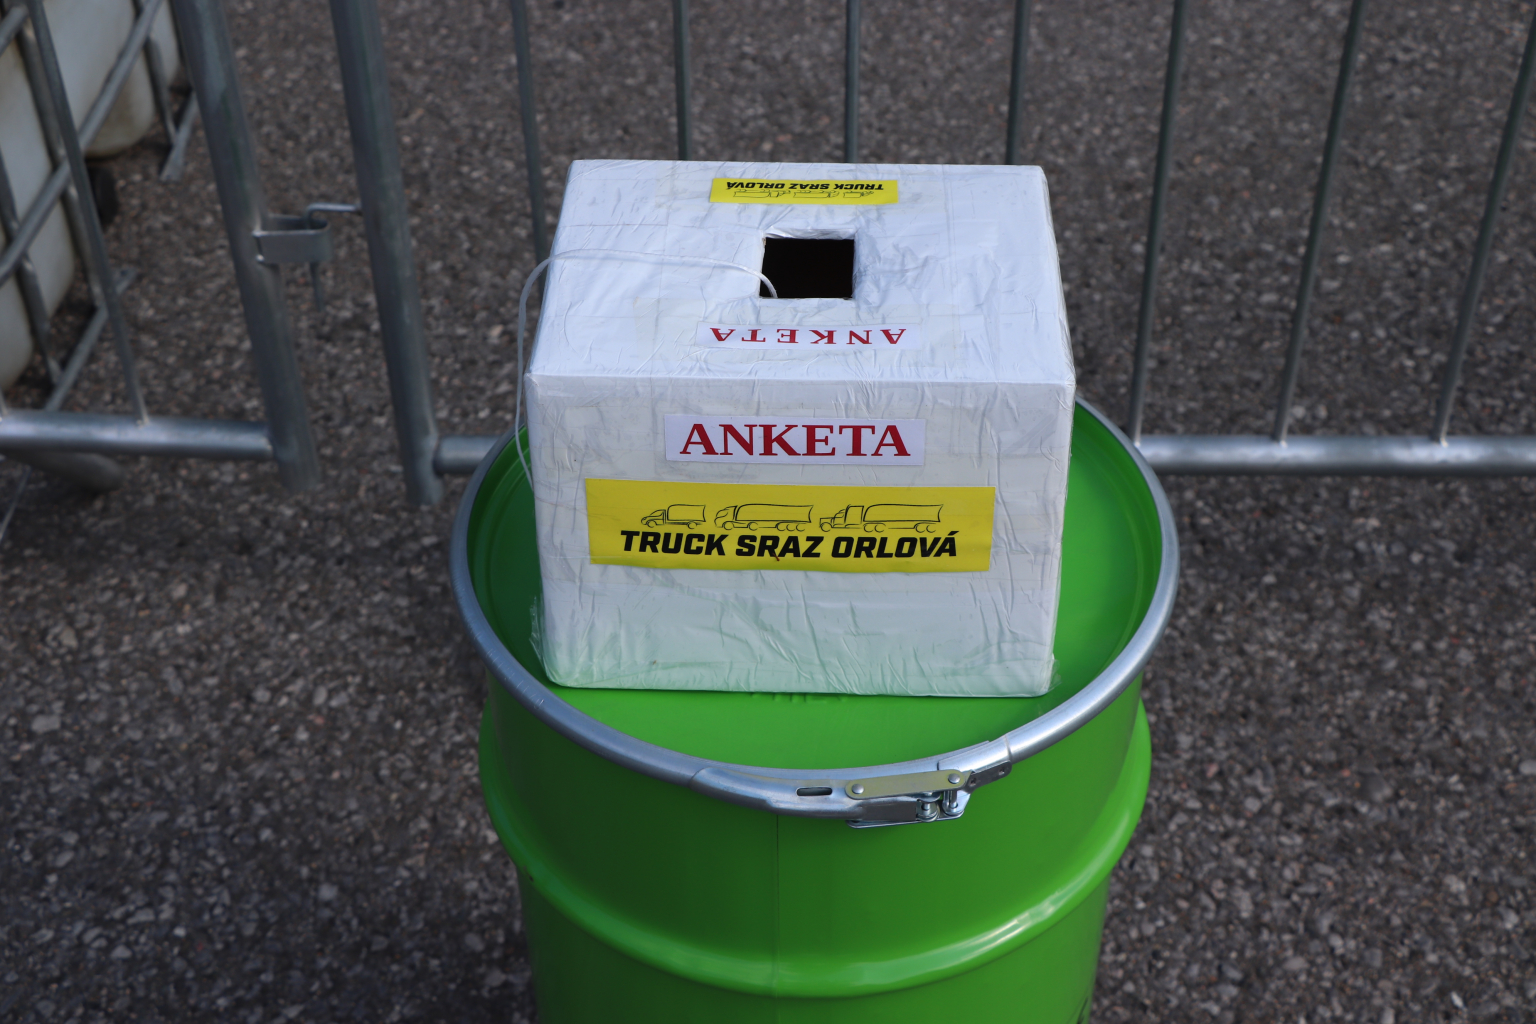 TRUCK SRAZ ORLOVÁ
ANKETA
ANKETA
TRUCK SRAZ ORLOVÁ